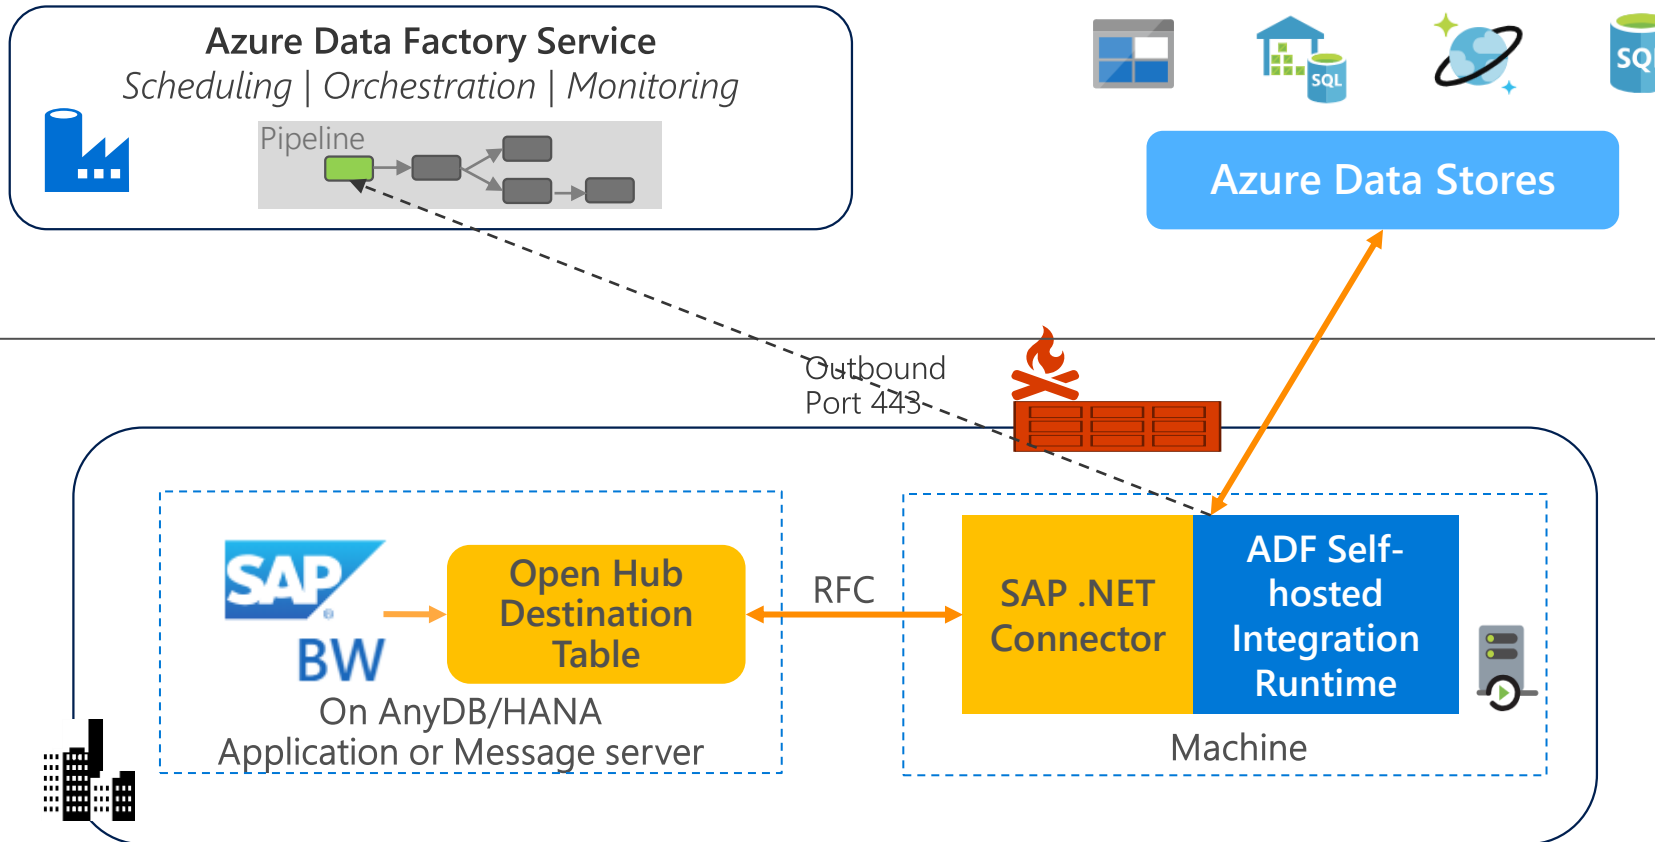 Azure Data Factory Service
Scheduling | Orchestration | Monitoring
Pipeline
SQL
SQL
Azure Data Stores
Outbound
Port 443
SAP
®
BW
Open Hub
Destination
Table
On AnyDB/HANA
Application or Message server
RFC
SAP .NET
Connector
ADF Self-
hosted
Integration
Runtime
Machine